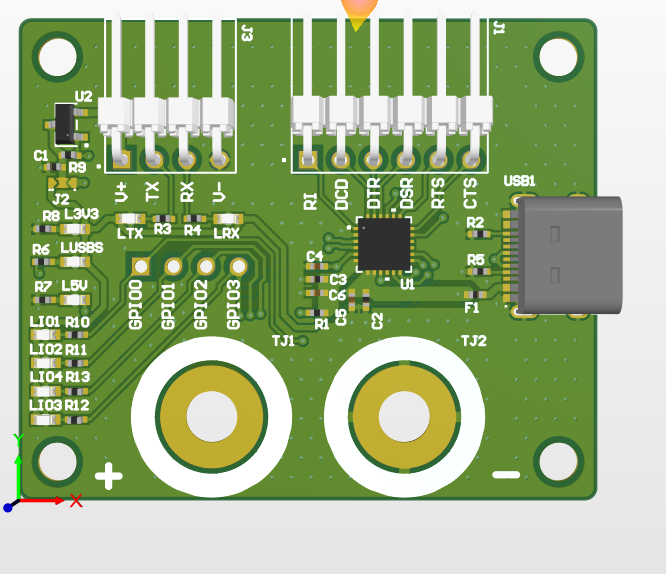 J3
J1
U2
C1
R9
J2
V+ TX RX V-
RI DCD DTR DSR RTS CTS
USB1
R8 L3V3
LTX R3 R4 LRX
R2
R6 LUSBS
C4
R5
C3
U1
R7 L5V
C6
F1
GPIO0 GPIO1 GPIO2 GPIO3
R1 C5 C2
LIO1 R10
LIO2 R11
LIO4 R13
LIO3 R12
TJ1
TJ2
+
-
Y
X